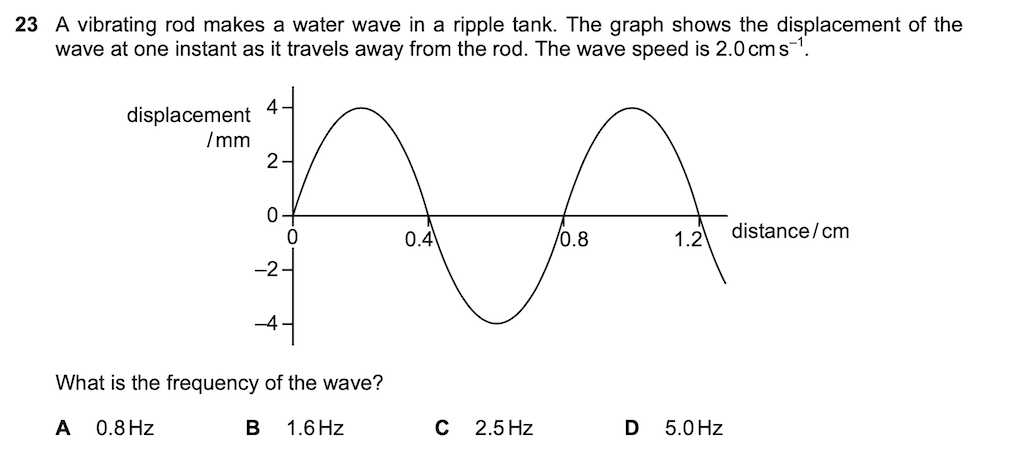 23 A vibrating rod makes a water wave in a ripple tank. The graph shows the displacement of the
wave at one instant as it travels away from the rod. The wave speed is 2.0 cm s⁻¹.
displacement
/ mm
4
2
0
–2
–4
0
0.4
0.8
1.2
distance / cm
What is the frequency of the wave?
A 0.8 Hz B 1.6 Hz C 2.5 Hz D 5.0 Hz